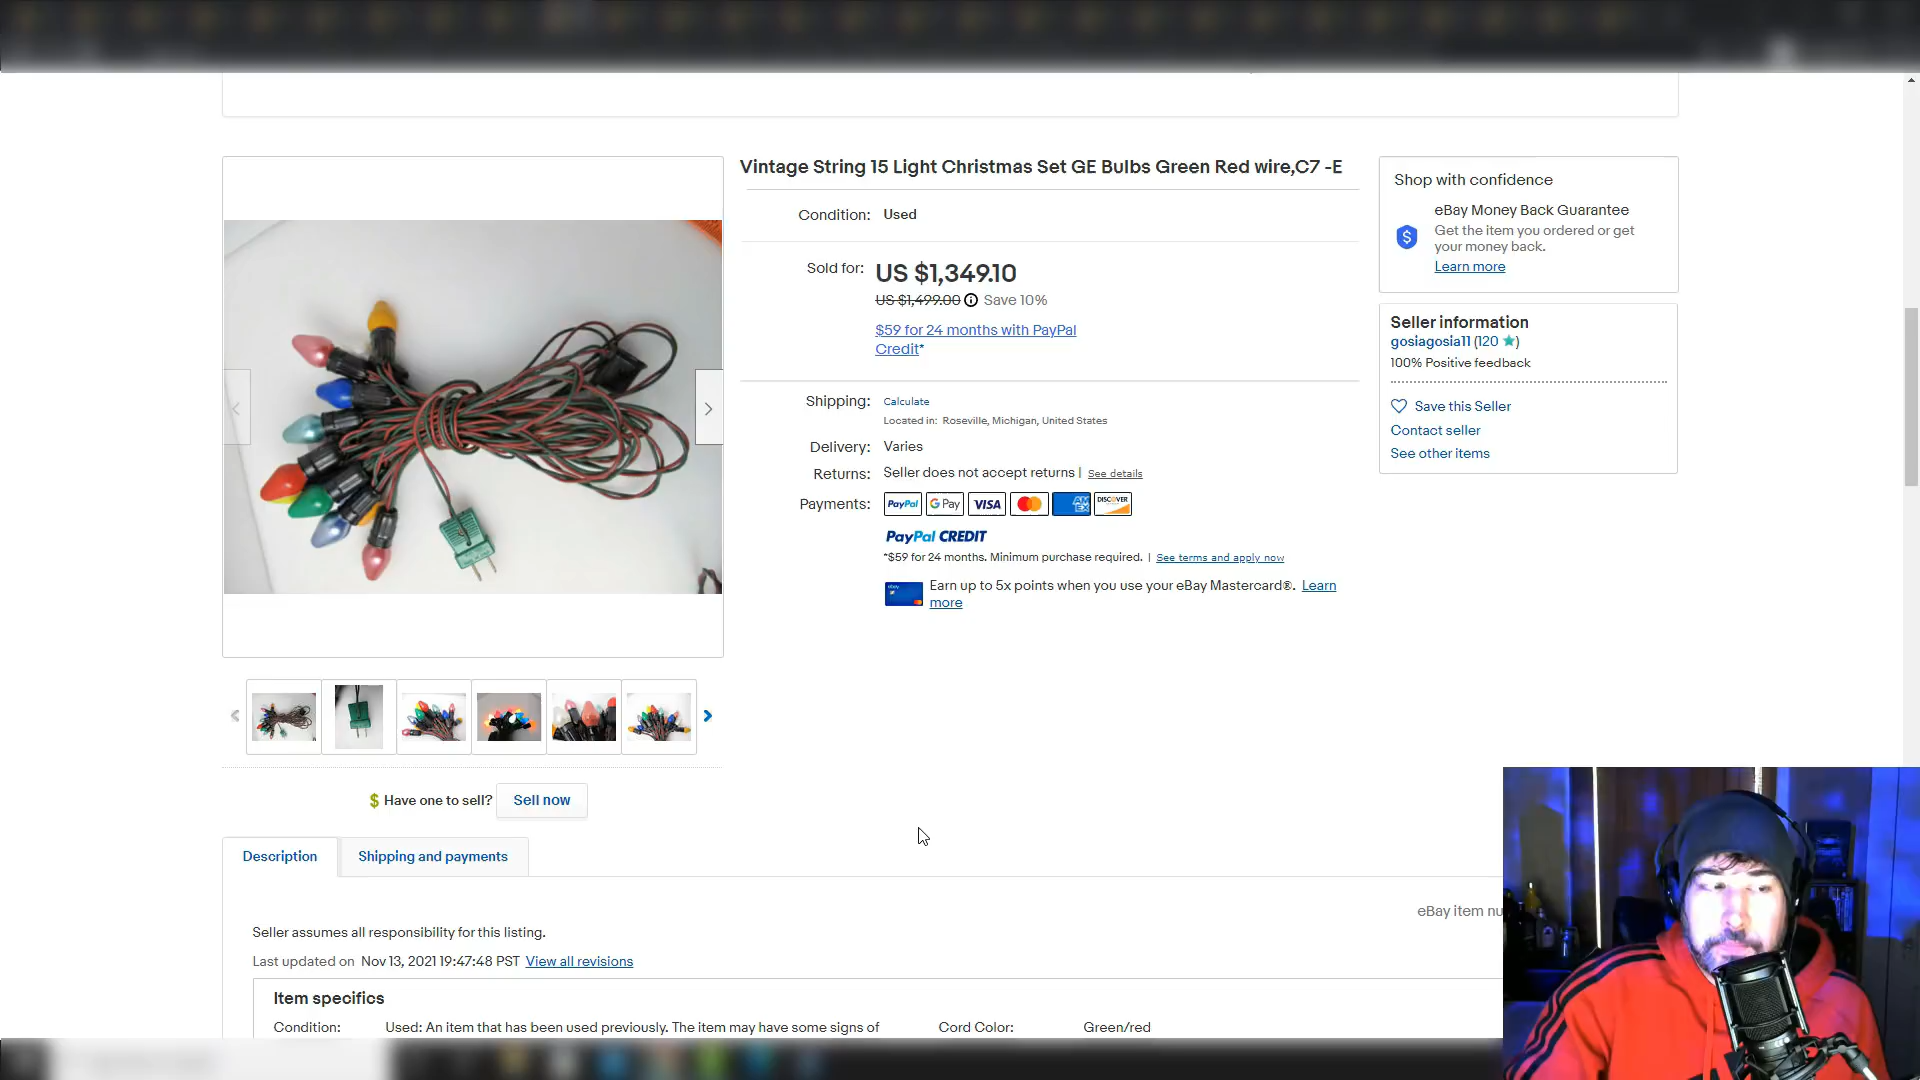 Vintage String 15 Light Christmas Set GE Bulbs Green Red wire,C7 -E
Condition: Used
Sold for: US $1,349.10
US $1,499.00 Save 10%
$59 for 24 months with PayPal
Credit*
Shipping: Calculate
Located in: Roseville, Michigan, United States
Delivery: Varies
Returns: Seller does not accept returns | See details
Payments: PayPal G Pay VISA AMEX DISCOVER
PayPal CREDIT
*$59 for 24 months. Minimum purchase required. | See terms and apply now
Earn up to 5x points when you use your eBay Mastercard®. Learn
more
Shop with confidence
eBay Money Back Guarantee
Get the item you ordered or get
your money back.
Learn more
Seller information
gosiagosia11 (120 ★)
100% Positive feedback
Save this Seller
Contact seller
See other items
$ Have one to sell? Sell now
Description Shipping and payments
eBay item nu
Seller assumes all responsibility for this listing.
Last updated on Nov 13, 2021 19:47:48 PST View all revisions
Item specifics
Condition: Used: An item that has been used previously. The item may have some signs of Cord Color: Green/red